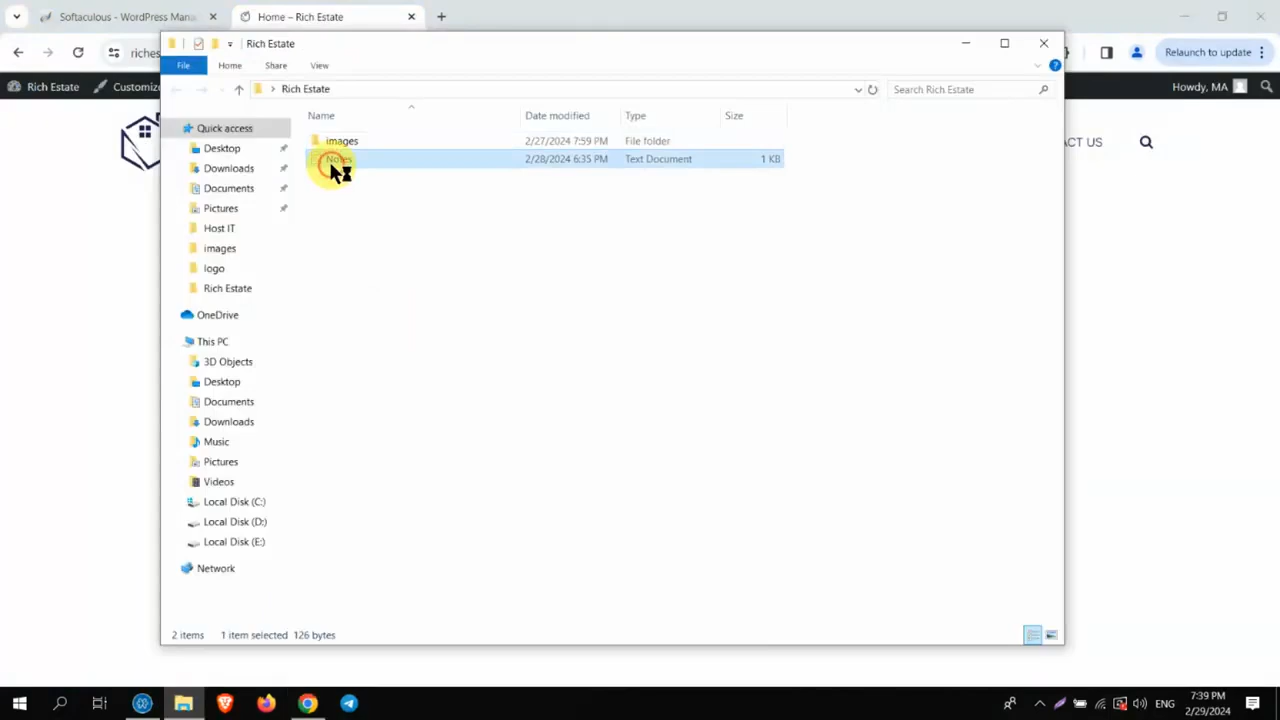 Softaculous - WordPress Mana
Home – Rich Estate
riches
Relaunch to update
Rich Estate
Customize
Howdy, MA
CT US
Rich Estate
File
Home
Share
View
Rich Estate
Search Rich Estate
Name
Date modified
Type
Size
images
2/27/2024 7:59 PM
File folder
Notes
2/28/2024 6:35 PM
Text Document
1 KB
Quick access
Desktop
Downloads
Documents
Pictures
Host IT
images
logo
Rich Estate
OneDrive
This PC
3D Objects
Desktop
Documents
Downloads
Music
Pictures
Videos
Local Disk (C:)
Local Disk (D:)
Local Disk (E:)
Network
2 items
1 item selected 126 bytes
ENG
7:39 PM
2/29/2024